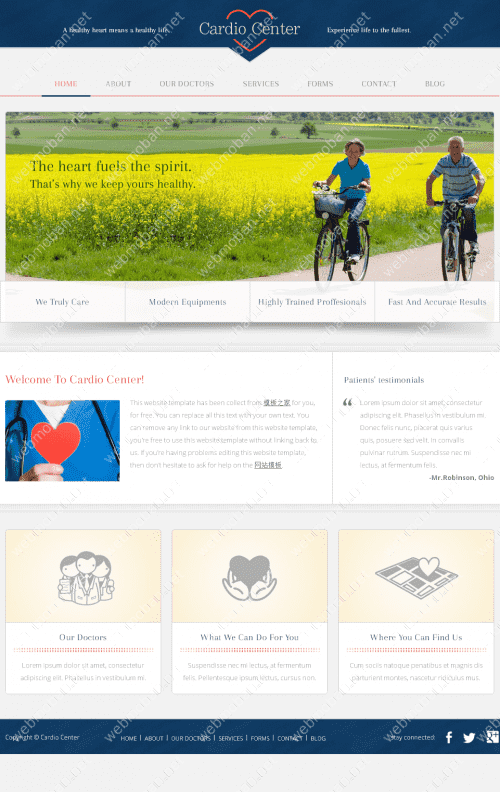 A healthy heart means a healthy life.
Cardio Center
Experience life to the fullest.
HOME ABOUT OUR DOCTORS SERVICES FORMS CONTACT BLOG
The heart fuels the spirit.
That's why we keep yours healthy.
We Truly Care
Modern Equipments
Highly Trained Proffesionals
Fast And Accurate Results
Welcome To Cardio Center!
This website template has been collect from 模板之家 for you,
for free. You can replace all this text with your own text. You
can remove any link to our website from this website template,
you're free to use this website template without linking back to
us. If you're having problems editing this website template,
then don't hesitate to ask for help on the 网站模板.
Patients' testimonials
“ Lorem ipsum dolor sit amet, consectetur
adipiscing elit. Phasellus in vestibulum mi.
Donec felis nunc, placerat quis varius
quis, posuere sed velit. In convallis
pulvinar rutrum. Suspendisse nec mi
lectus, at fermentum felis.
-Mr.Robinson, Ohio
Our Doctors
Lorem ipsum dolor sit amet, consectetur
adipiscing elit. Phasellus in vestibulum mi.
What We Can Do For You
Suspendisse nec mi lectus, at fermentum
felis. Pellentesque ipsum lectus, cursus non.
Where You Can Find Us
Cum sociis natoque penatibus et magnis dis
parturient montes, nascetur ridiculus mus.
Copyright © Cardio Center
HOME | ABOUT | OUR DOCTORS | SERVICES | FORMS | CONTACT | BLOG
Stay connected:
webmoban.net